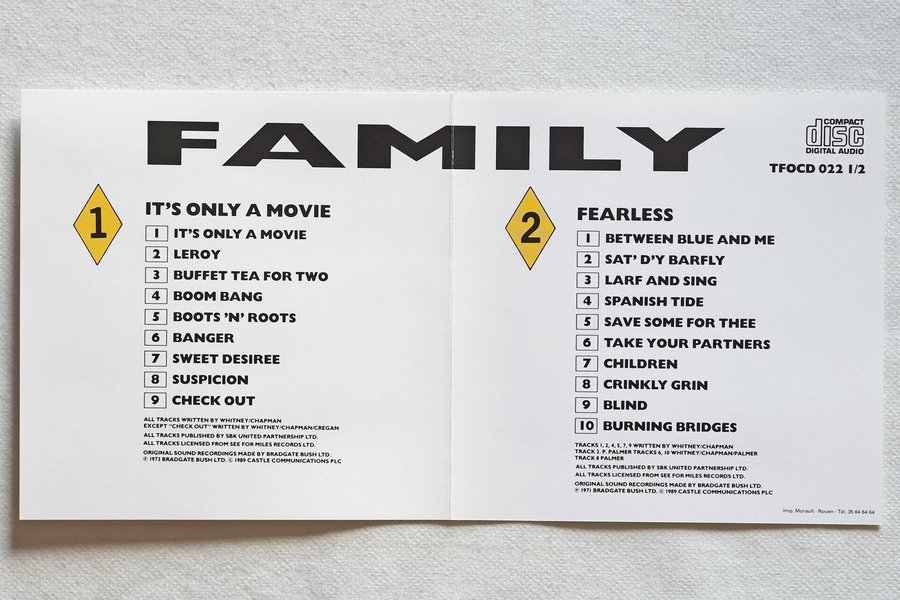 FAMILY
COMPACT
disc
DIGITAL AUDIO
TFOCD 022 1/2
1
IT'S ONLY A MOVIE
1 IT'S ONLY A MOVIE
2 LEROY
3 BUFFET TEA FOR TWO
4 BOOM BANG
5 BOOTS 'N' ROOTS
6 BANGER
7 SWEET DESIREE
8 SUSPICION
9 CHECK OUT
ALL TRACKS WRITTEN BY WHITNEY/CHAPMAN
EXCEPT "CHECK OUT" WRITTEN BY WHITNEY/CHAPMAN/CREGAN
ALL TRACKS PUBLISHED BY SBK UNITED PARTNERSHIP LTD.
ALL TRACKS LICENSED FROM SEE FOR MILES RECORDS LTD.
ORIGINAL SOUND RECORDINGS MADE BY BRADGATE BUSH LTD.
℗ 1973 BRADGATE BUSH LTD. © 1989 CASTLE COMMUNICATIONS PLC
2
FEARLESS
1 BETWEEN BLUE AND ME
2 SAT' D'Y BARFLY
3 LARF AND SING
4 SPANISH TIDE
5 SAVE SOME FOR THEE
6 TAKE YOUR PARTNERS
7 CHILDREN
8 CRINKLY GRIN
9 BLIND
10 BURNING BRIDGES
TRACKS 1, 2, 4, 5, 7, 9 WRITTEN BY WHITNEY/CHAPMAN
TRACK 3. P. PALMER TRACKS 6, 10 WHITNEY/CHAPMAN/PALMER
TRACK 8 PALMER
ALL TRACKS PUBLISHED BY SBK UNITED PARTNERSHIP LTD.
ALL TRACKS LICENSED FROM SEE FOR MILES RECORDS LTD.
ORIGINAL SOUND RECORDINGS MADE BY BRADGATE BUSH LTD.
℗ 1971 BRADGATE BUSH LTD. © 1989 CASTLE COMMUNICATIONS PLC
Imp. Morault - Rouen - Tél. 35 64 64 64